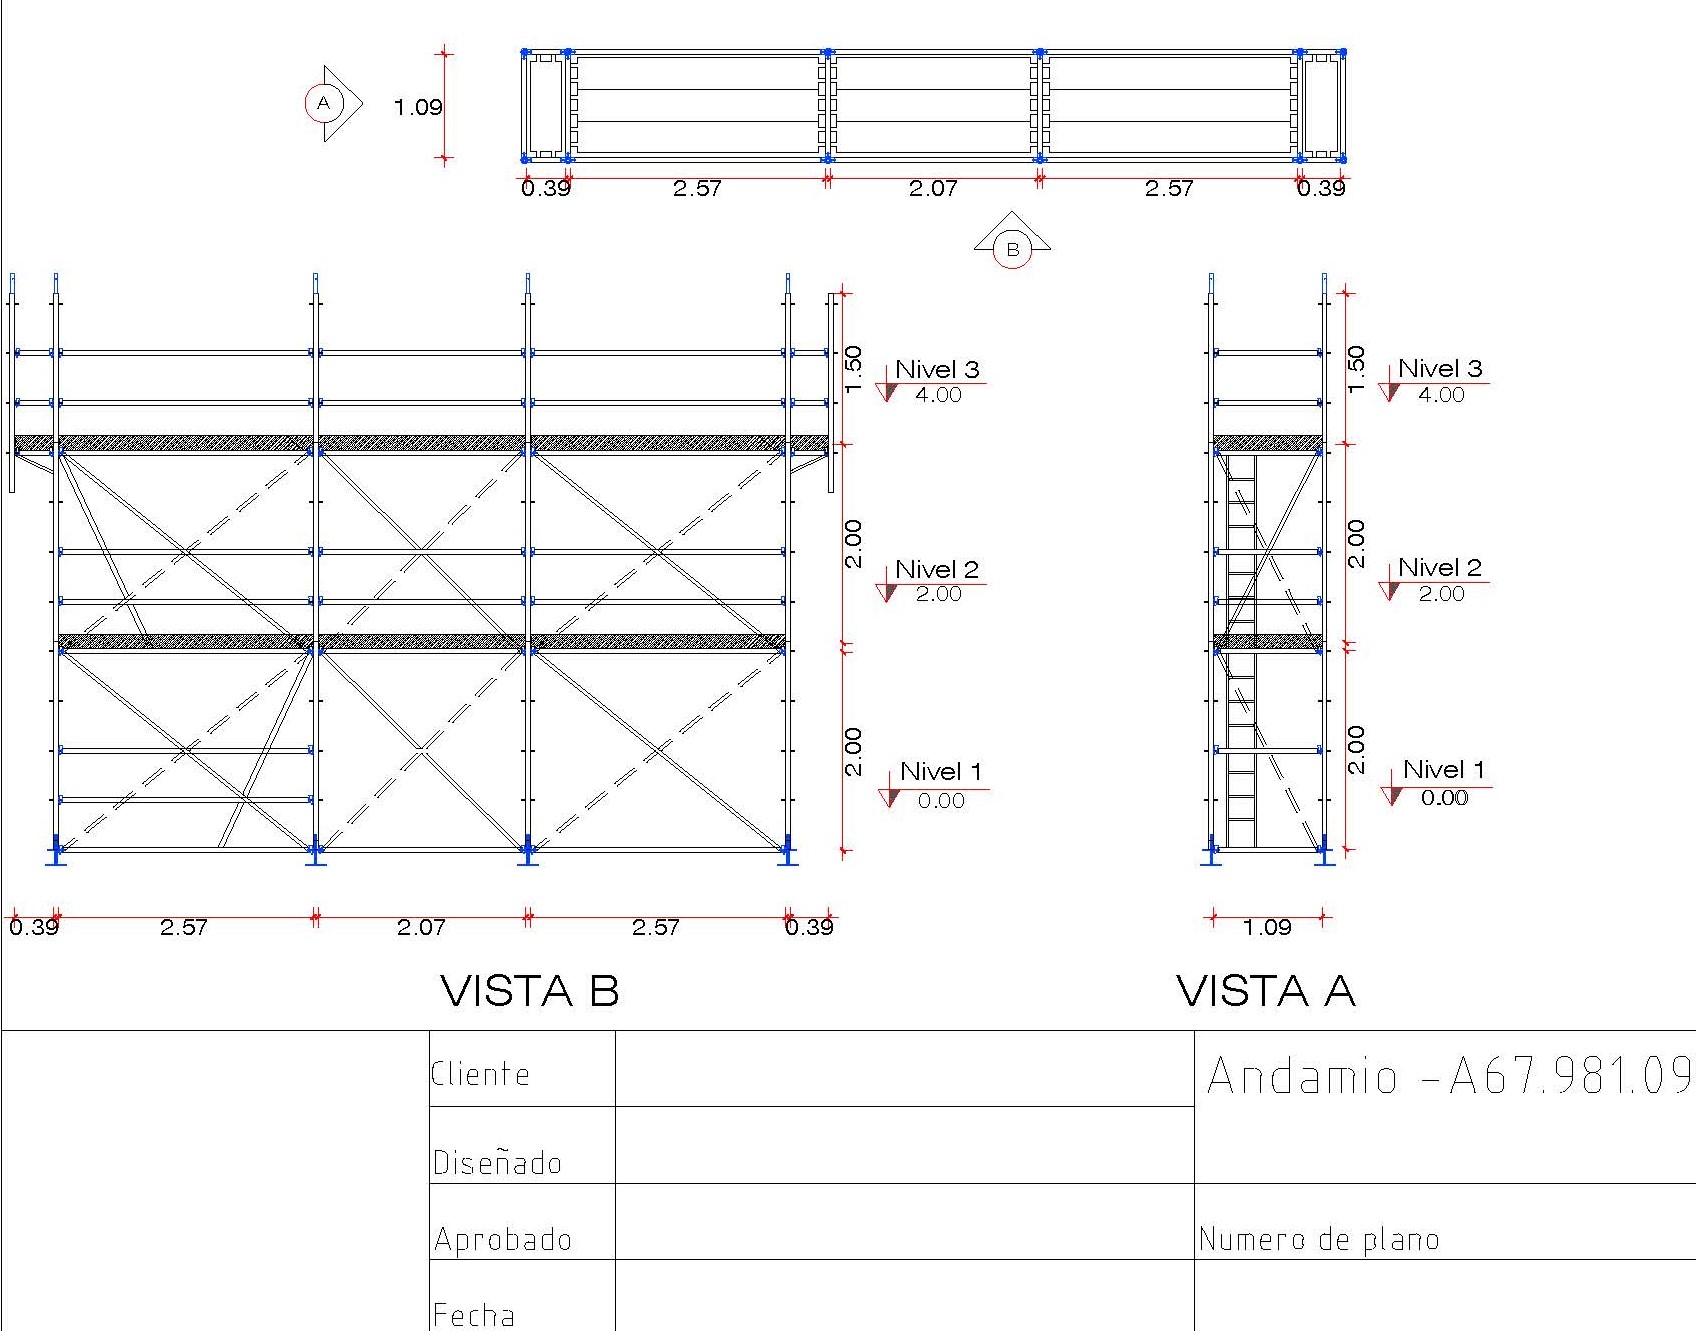 A
1.09
0.39
2.57
2.07
2.57
0.39
B
1.50
Nivel 3
4.00
2.00
Nivel 2
2.00
2.00
Nivel 1
0.00
0.39
2.57
2.07
2.57
0.39
VISTA B
1.50
Nivel 3
4.00
2.00
Nivel 2
2.00
2.00
Nivel 1
0.00
1.09
VISTA A
Cliente
Andamio -A67.981.09
Diseñado
Aprobado
Numero de plano
Fecha